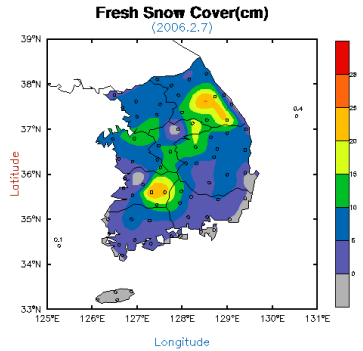 Fresh Snow Cover(cm)
(2006.2.7)
39°N
38°N
37°N
36°N
35°N
34°N
33°N
Latitude
0.4
0.1
125°E 126°E 127°E 128°E 129°E 130°E 131°E
Longitude
28
25
20
15
10
5
0